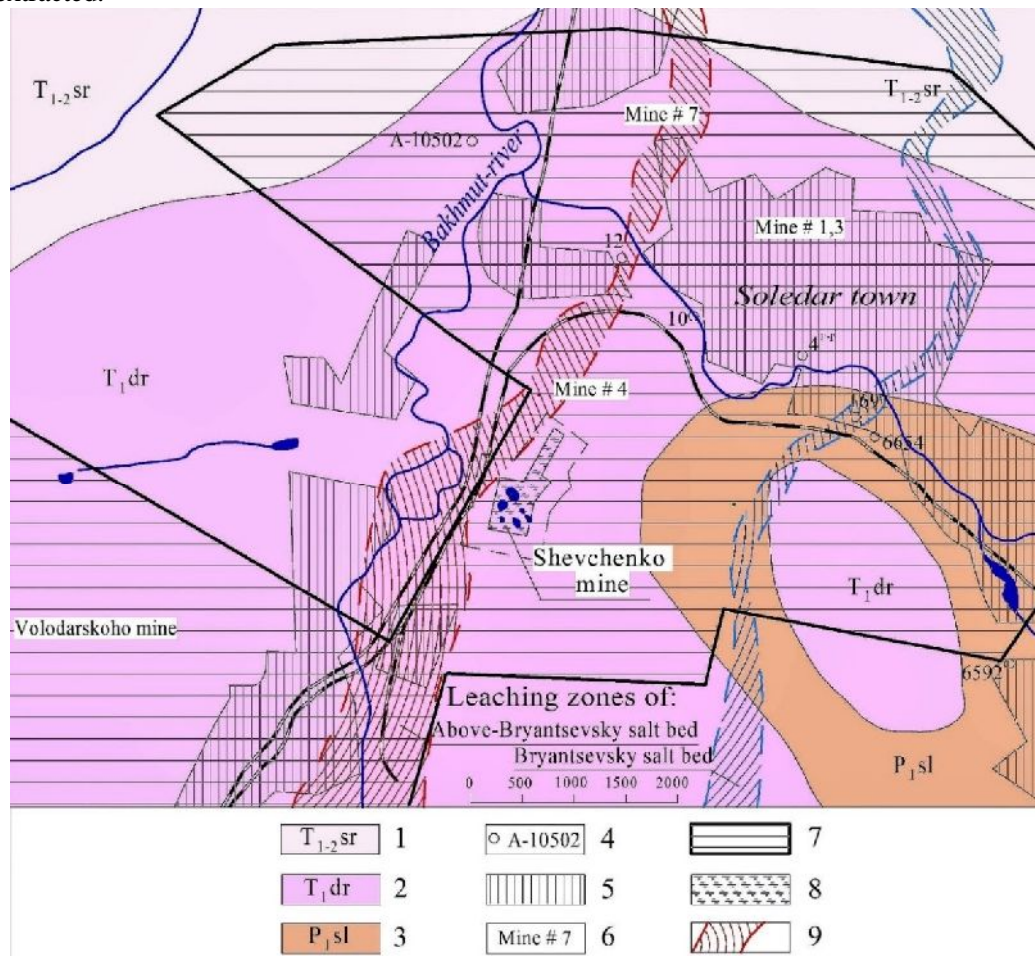 extracted.
T₁₋₂sr
T₁₋₂sr
Mine # 7
A-10502
Bakhmut-river
Mine # 1,3
12
Soledar town
10
T₁dr
Mine # 4
6654
Shevchenko
mine
T₁dr
Volodarskoho mine
6592
Leaching zones of:
Above-Bryantsevsky salt bed
Bryantsevsky salt bed
P₁sl
0 500 1000 1500 2000
T₁₋₂sr 1 A-10502 4 7
T₁dr 2 5 8
P₁sl 3 Mine # 7 6 9